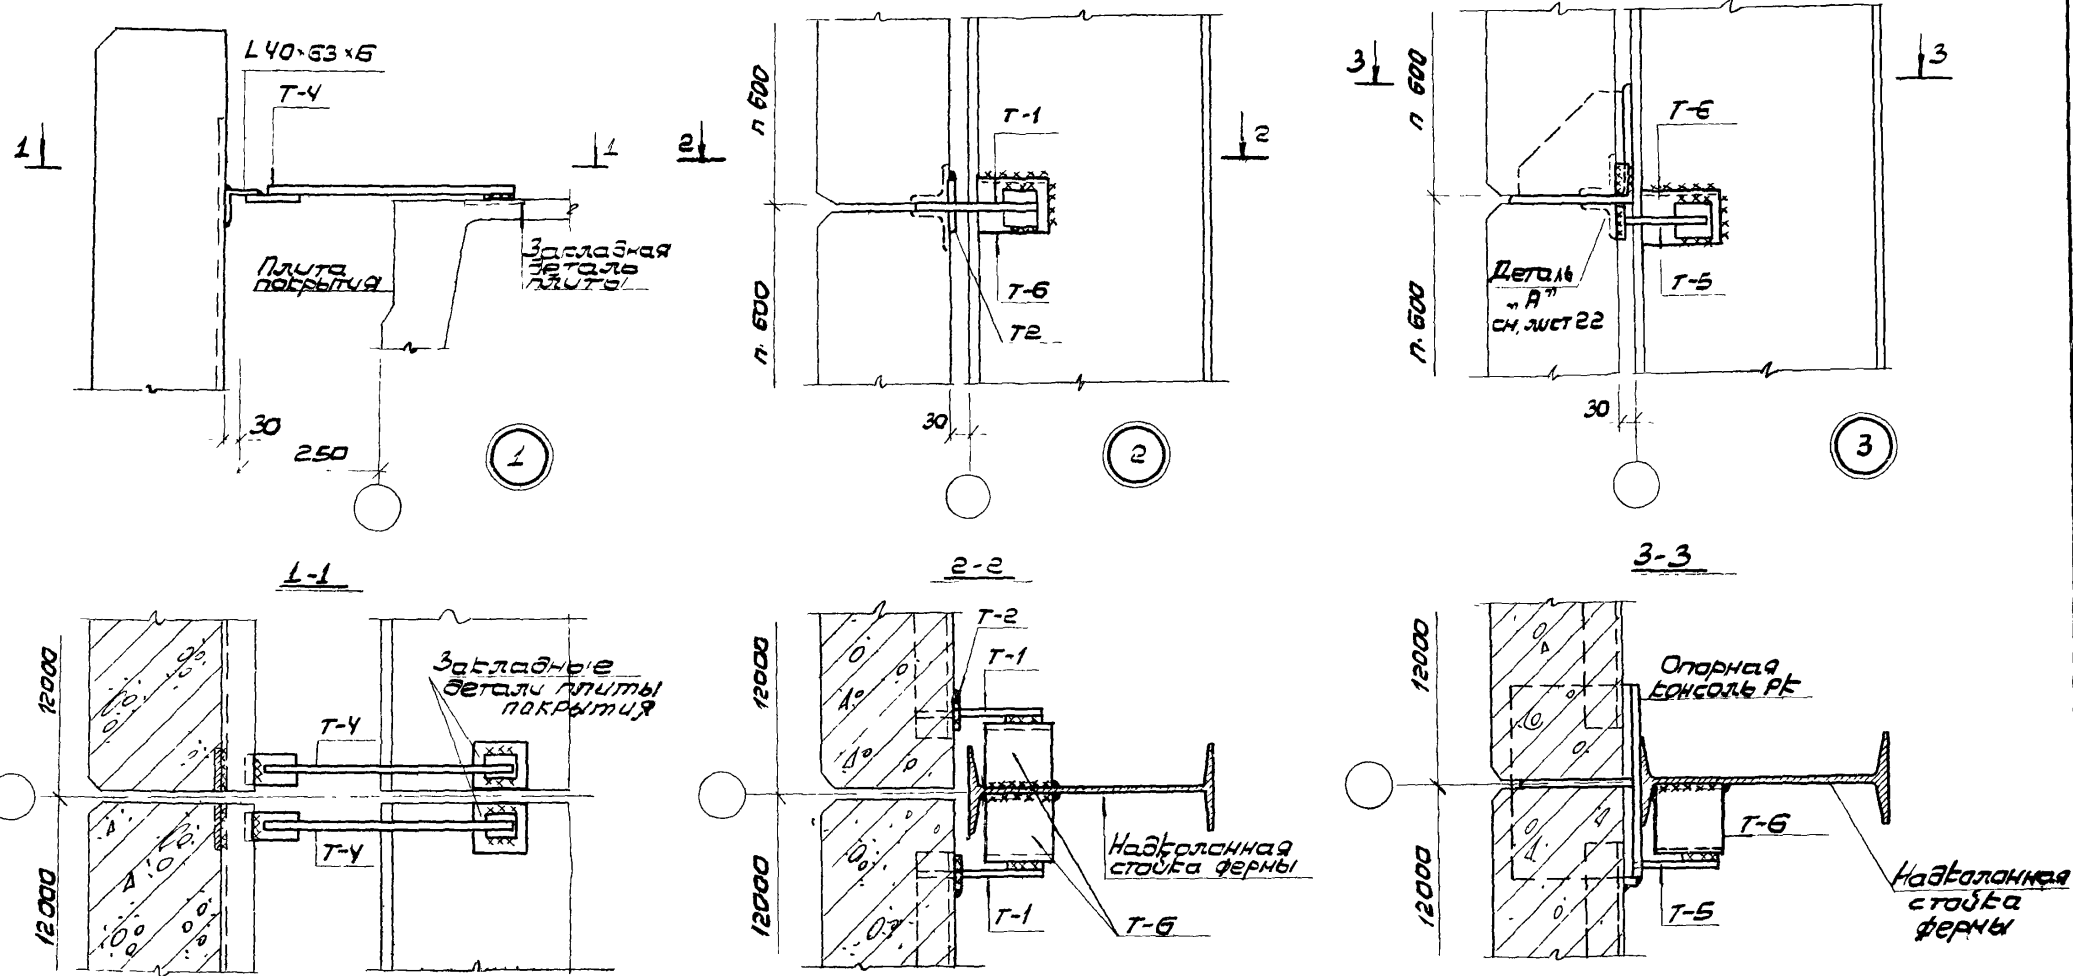 L 40×63×6
Т-4
1
1
Плита
покрытия
Закладная
деталь
плиты
30
250
1
п 600
п. 600
2
2
Т-1
Т-6
Т2
30
2
п 600
п. 600
3
3
Т-6
Т-5
Деталь
„А"
см. лист 22
30
3
1-1
12000
12000
Т-4
Т-4
Закладные
детали плиты
покрытия
2-2
12000
12000
Т-2
Т-1
Надколонная
стойка фермы
Т-1
Т-6
3-3
12000
12000
Опорная
консоль РК
Т-6
Т-5
Надколонная
стойка
фермы